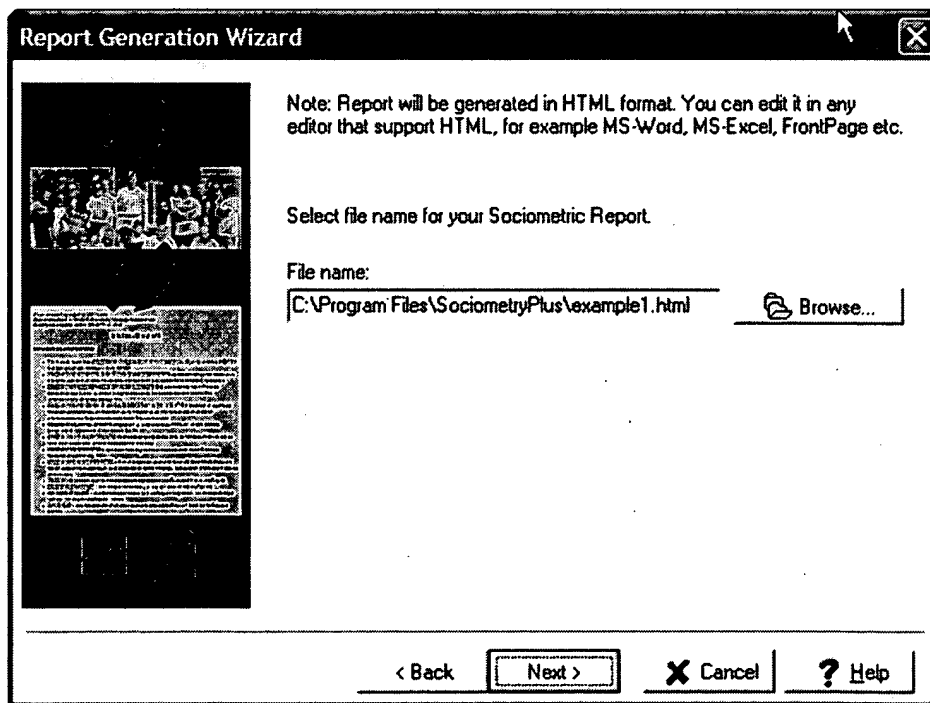 Report Generation Wizard
Note: Report will be generated in HTML format. You can edit it in any
editor that support HTML, for example MS-Word, MS-Excel, FrontPage etc.
Select file name for your Sociometric Report.
File name:
C:\Program Files\SociometryPlus\example1.html
Browse...
< Back
Next >
Cancel
? Help